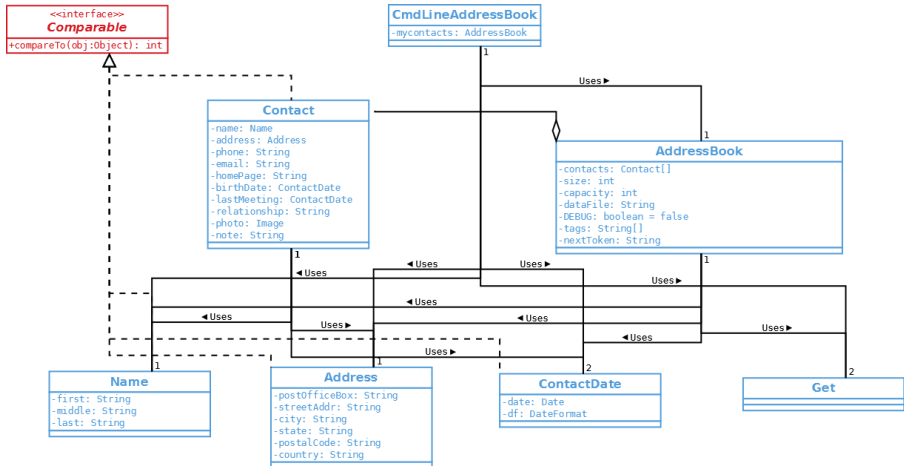 <<interface>>
Comparable
+compareTo(obj:Object): int
CmdLineAddressBook
-mycontacts: AddressBook
1
Uses►
1
Contact
-name: Name
-address: Address
-phone: String
-email: String
-homePage: String
-birthDate: ContactDate
-lastMeeting: ContactDate
-relationship: String
-photo: Image
-note: String
1
AddressBook
-contacts: Contact[]
-size: int
-capacity: int
-dataFile: String
-DEBUG: boolean = false
-tags: String[]
-nextToken: String
1
◄Uses
◄Uses
Uses►
Uses►
◄Uses
◄Uses
Uses►
◄Uses
Uses►
◄Uses
Uses►
1
1
2
2
Name
-first: String
-middle: String
-last: String
Address
-postOfficeBox: String
-streetAddr: String
-city: String
-state: String
-postalCode: String
-country: String
ContactDate
-date: Date
-df: DateFormat
Get